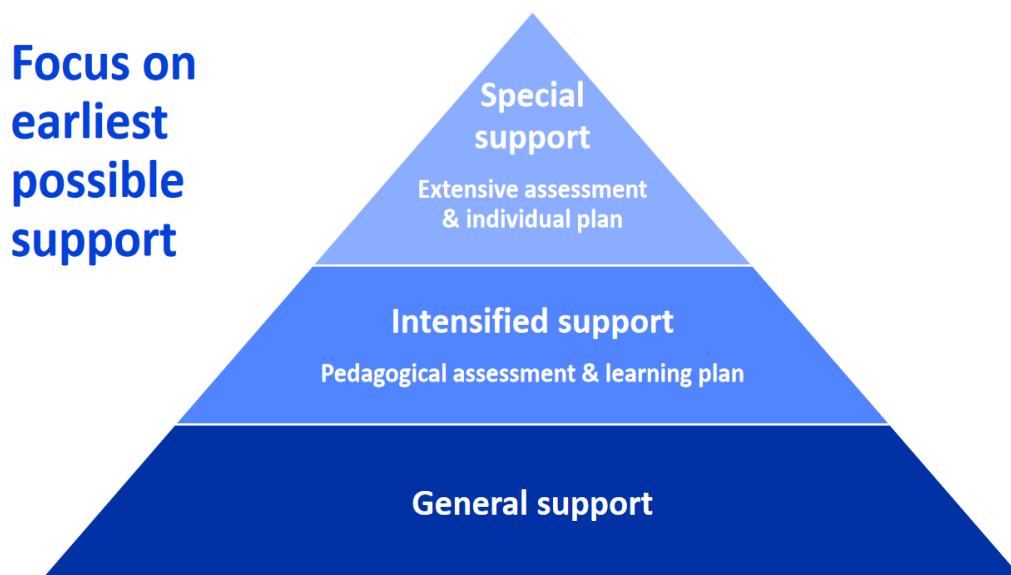 Focus on
earliest
possible
support
Special
support
Extensive assessment
& individual plan
Intensified support
Pedagogical assessment & learning plan
General support